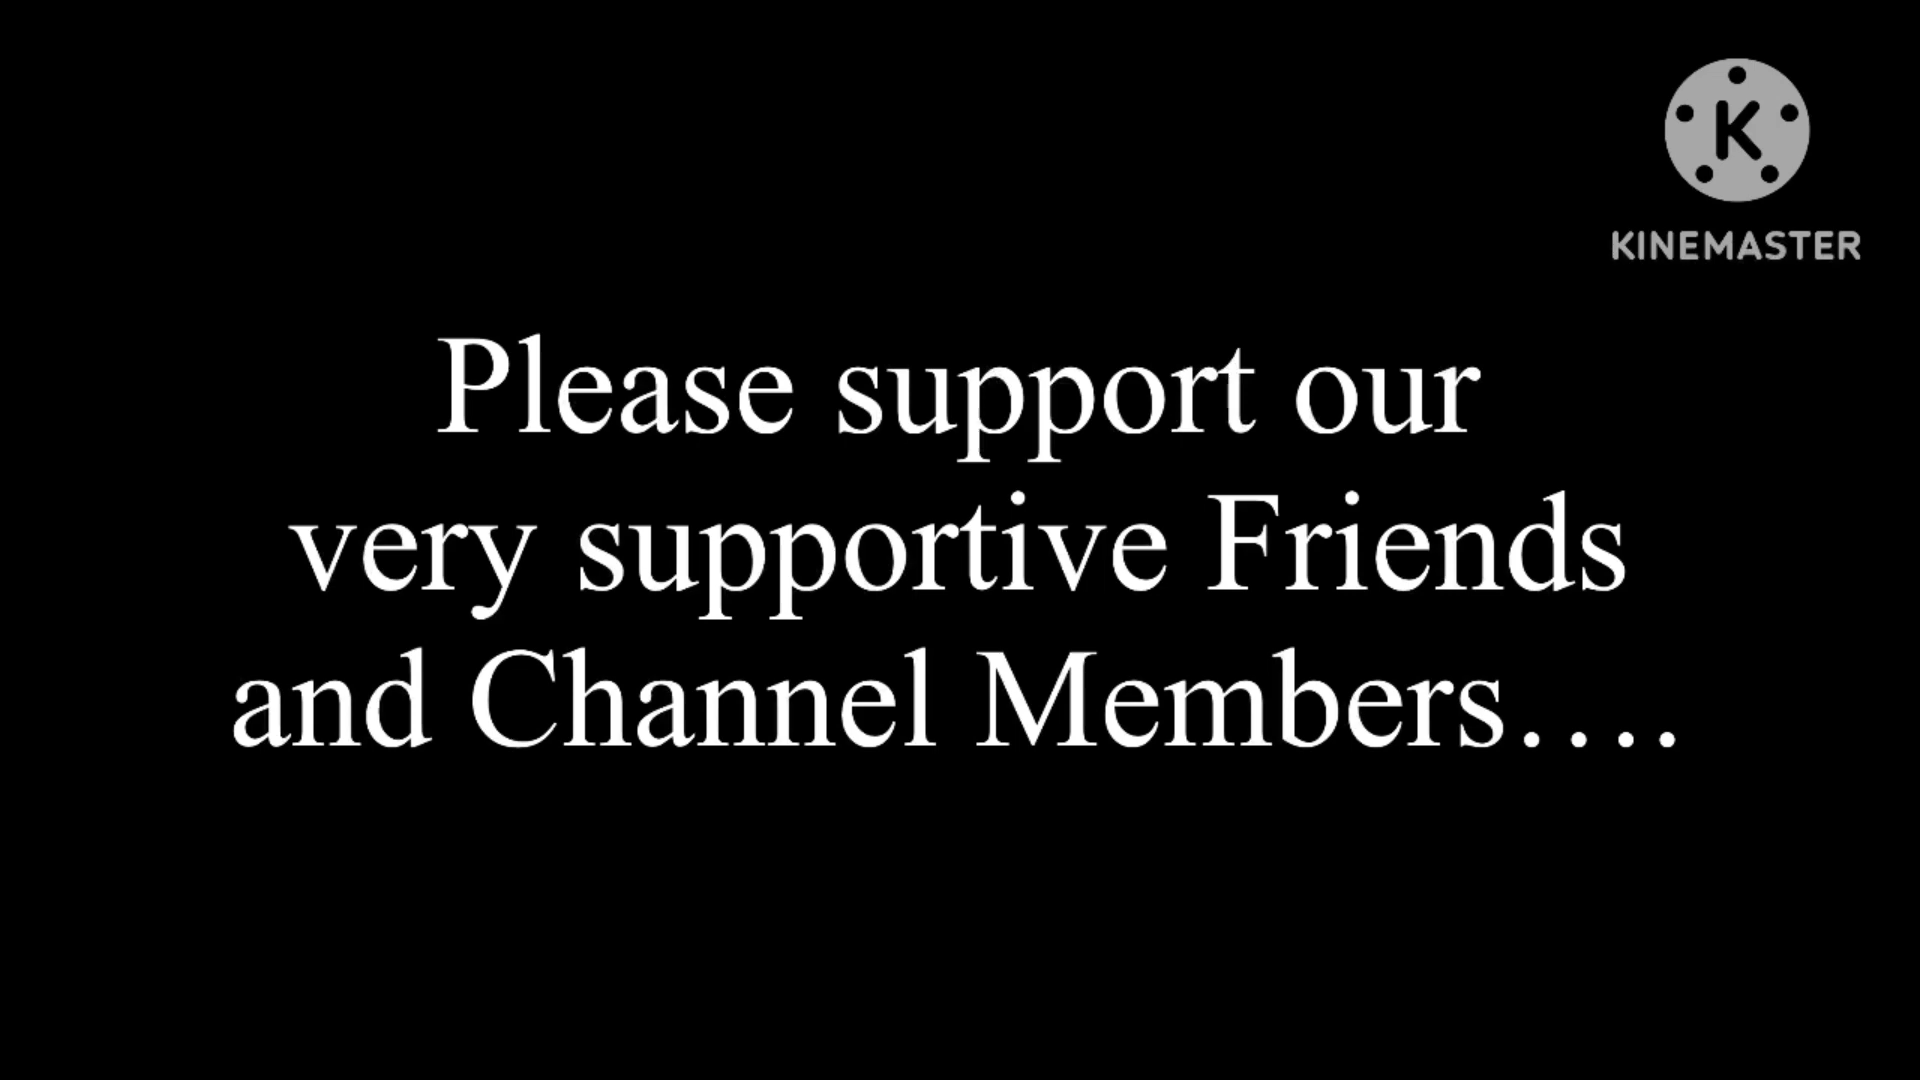 K
KINEMASTER
Please support our
very supportive Friends
and Channel Members....